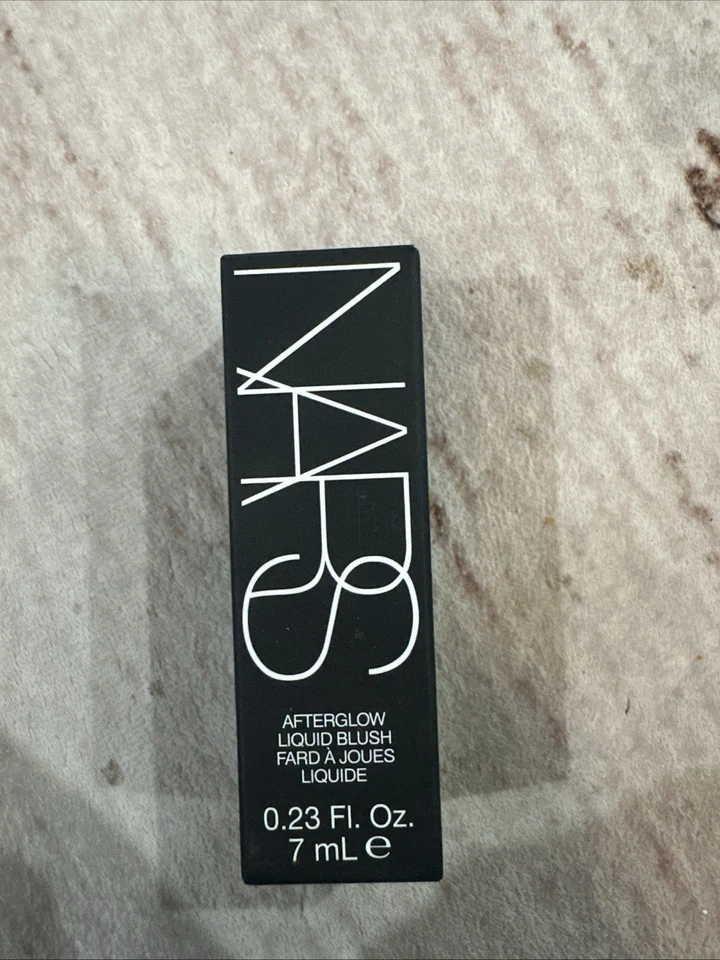 NARS
AFTERGLOW
LIQUID BLUSH
FARD À JOUES
LIQUIDE
0.23 Fl. Oz.
7 mL ℮